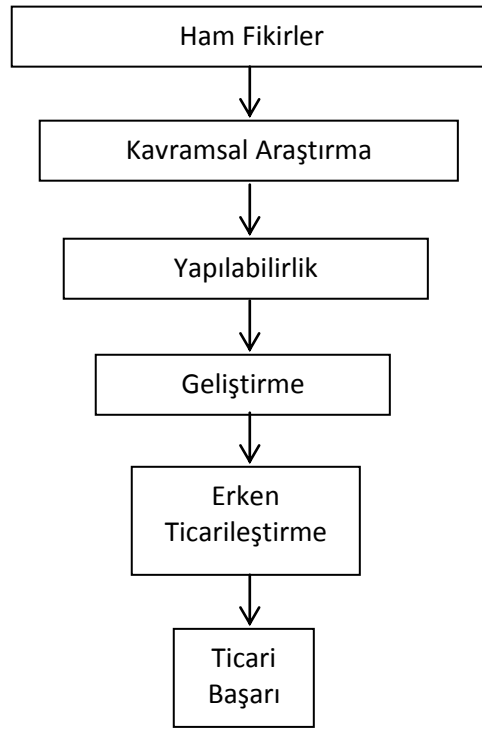 Ham Fikirler
Kavramsal Araştırma
Yapılabilirlik
Geliştirme
Erken
Ticarileştirme
Ticari
Başarı